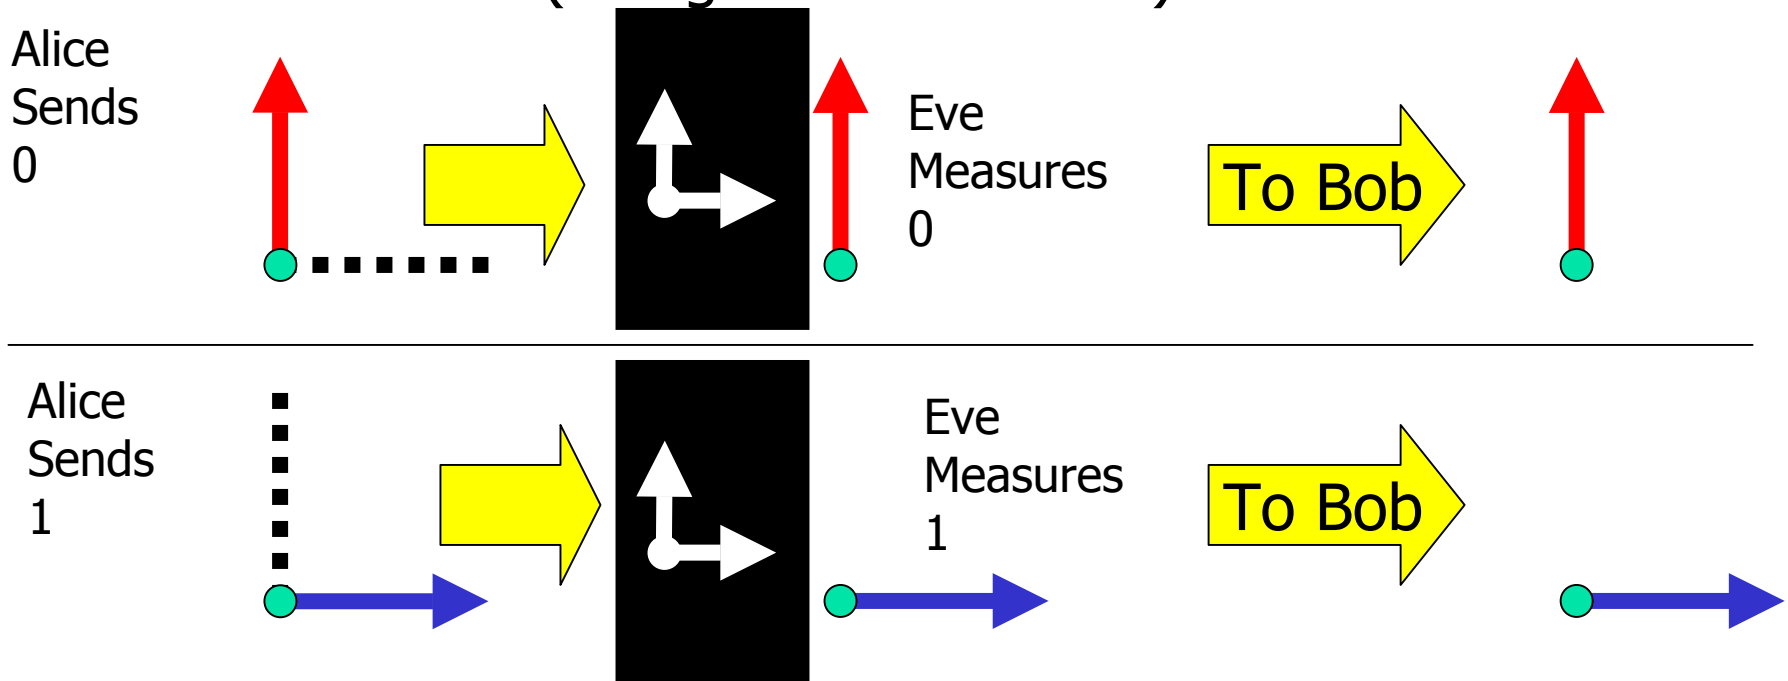 Alice
Sends
0
Eve
Measures
0
To Bob
Alice
Sends
1
Eve
Measures
1
To Bob